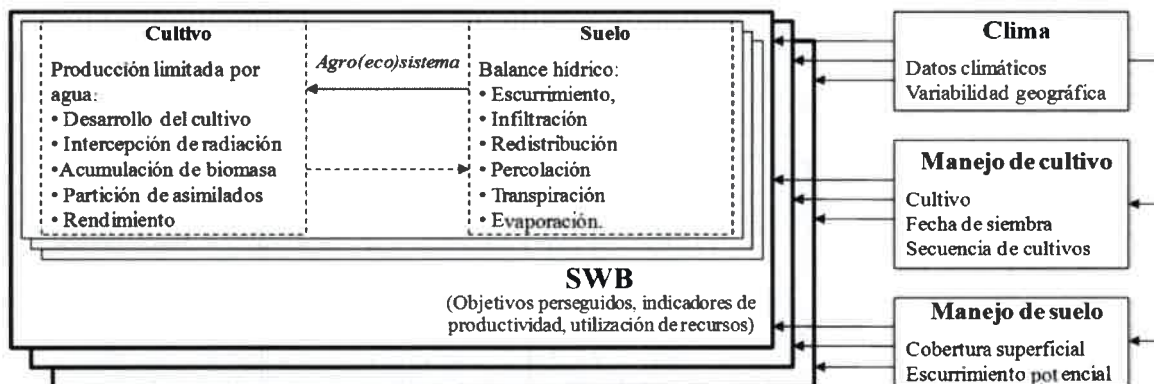 Cultivo
Producción limitada por
agua:
• Desarrollo del cultivo
• Intercepción de radiación
•Acumulación de biomasa
• Partición de asimilados
• Rendimiento
Agro(eco)sistema
Suelo
Balance hídrico:
• Escurrimiento,
• Infiltración
• Redistribución
• Percolación
• Transpiración
• Evaporación.
SWB
(Objetivos perseguidos, indicadores de
productividad, utilización de recursos)
Clima
Datos climáticos
Variabilidad geográfica
Manejo de cultivo
Cultivo
Fecha de siembra
Secuencia de cultivos
Manejo de suelo
Cobertura superficial
Escurrimiento pot encial